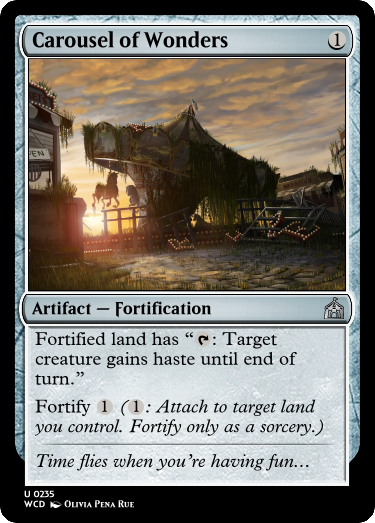 Carousel of Wonders 1
PEN
Artifact — Fortification
Fortified land has “: Target
creature gains haste until end of
turn.”
Fortify 1 (1: Attach to target land
you control. Fortify only as a sorcery.)
Time flies when you’re having fun…
U 0235
WCD Olivia Pena Rue